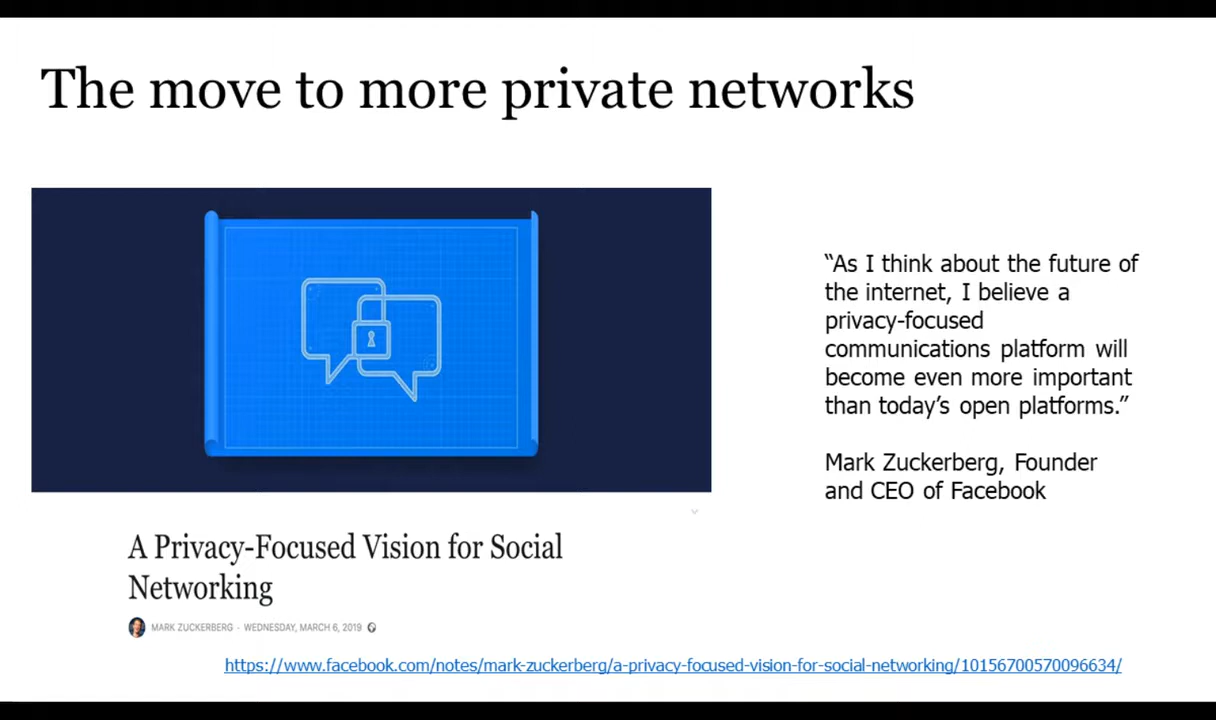 The move to more private networks
“As I think about the future of
the internet, I believe a
privacy-focused
communications platform will
become even more important
than today’s open platforms.”
Mark Zuckerberg, Founder
and CEO of Facebook
A Privacy-Focused Vision for Social
Networking
MARK ZUCKERBERG · WEDNESDAY, MARCH 6, 2019
https://www.facebook.com/notes/mark-zuckerberg/a-privacy-focused-vision-for-social-networking/10156700570096634/